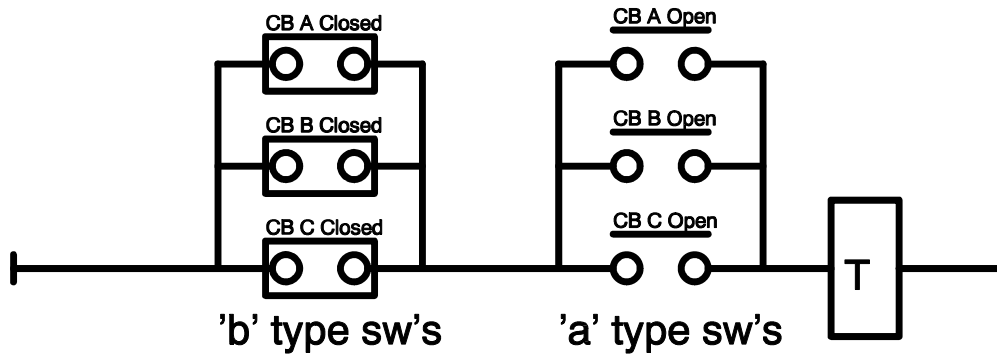 CB A Closed
CB A Open
CB B Closed
CB B Open
CB C Closed
CB C Open
T
'b' type sw's
'a' type sw's